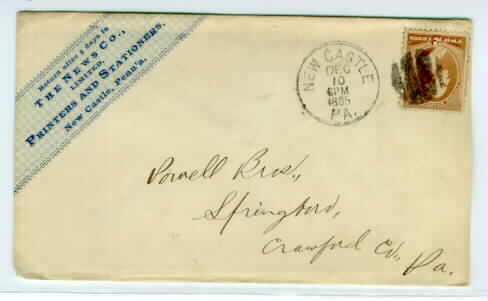 Return after 5 days to
THE NEWS CO.,
LIMITED,
PRINTERS AND STATIONERS,
New Castle, Penn'a.
NEW CASTLE
DEC
10
6PM
1885
PA.
Powell Bros.,
Springboro,
Crawford Co.,
Pa.